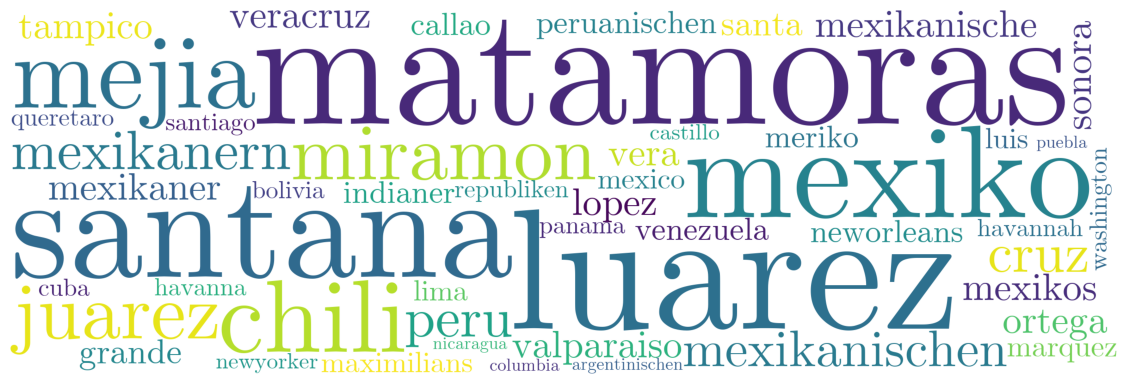 tampico veracruz callao peruanischen santa mexikanische
mejia matamoras sonora
queretaro santiago castillo meriko luis puebla
mexikanern miramon vera mexiko
mexikaner bolivia indianer republiken mexico washington
santana lopez panama venezuela neworleans havannah
luarez cruz
cuba havanna lima mexikos
juarez chili peru ortega
grande nicaragua valparaiso mexikanischen marquez
newyorker maximilians columbia argentinischen